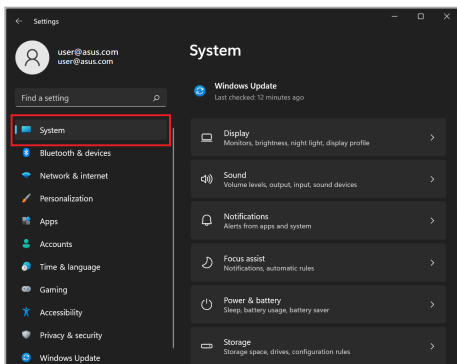 Settings
user@asus.com
user@asus.com
Find a setting
System
Bluetooth & devices
Network & internet
Personalization
Apps
Accounts
Time & language
Gaming
Accessibility
Privacy & security
Windows Update
System
Windows Update
Last checked: 12 minutes ago
Display
Monitors, brightness, night light, display profile
Sound
Volume levels, output, input, sound devices
Notifications
Alerts from apps and system
Focus assist
Notifications, automatic rules
Power & battery
Sleep, battery usage, battery saver
Storage
Storage space, drives, configuration rules